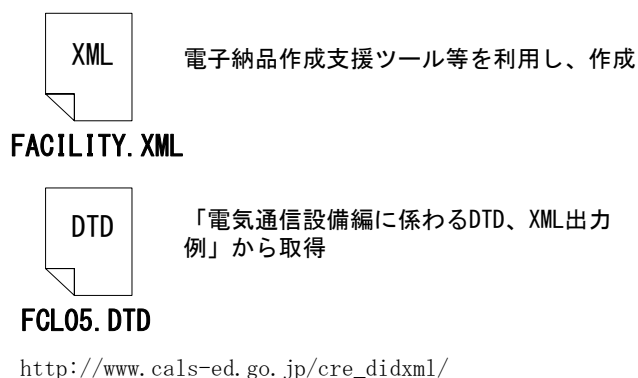 XML
電子納品作成支援ツール等を利用し、作成
FACILITY.XML
DTD
「電気通信設備編に係わるDTD、XML出力
例」から取得
FCL05.DTD
http://www.cals-ed.go.jp/cre_didxml/